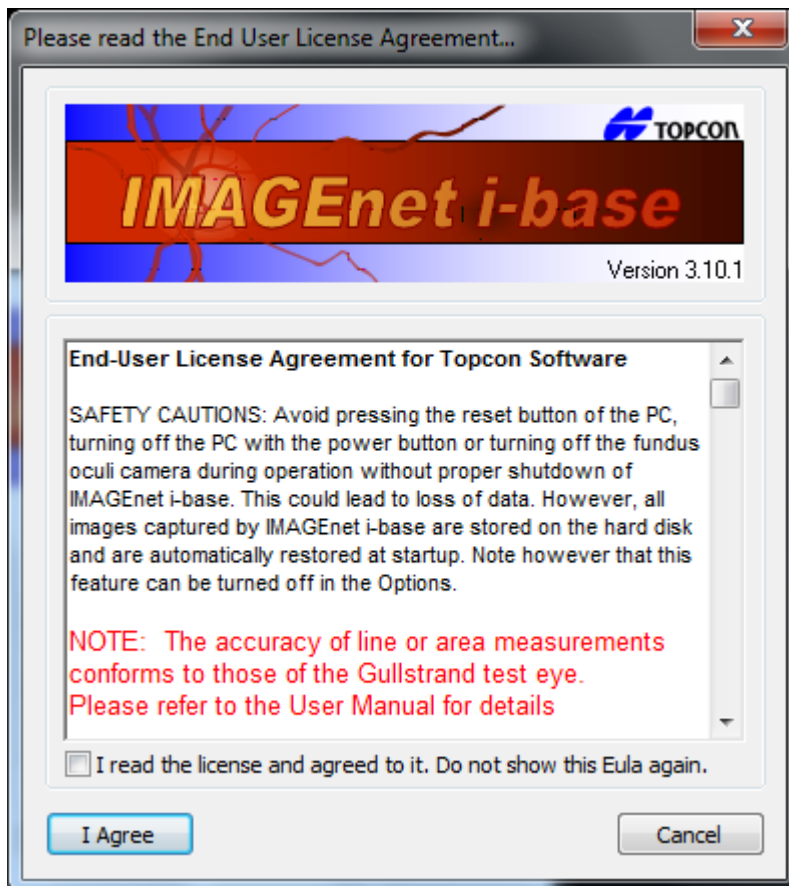 Please read the End User License Agreement...
TOPCON
IMAGEnet i-base
Version 3.10.1
End-User License Agreement for Topcon Software
SAFETY CAUTIONS: Avoid pressing the reset button of the PC,
turning off the PC with the power button or turning off the fundus
oculi camera during operation without proper shutdown of
IMAGEnet i-base. This could lead to loss of data. However, all
images captured by IMAGEnet i-base are stored on the hard disk
and are automatically restored at startup. Note however that this
feature can be turned off in the Options.
NOTE: The accuracy of line or area measurements
conforms to those of the Gullstrand test eye.
Please refer to the User Manual for details
I read the license and agreed to it. Do not show this Eula again.
I Agree
Cancel